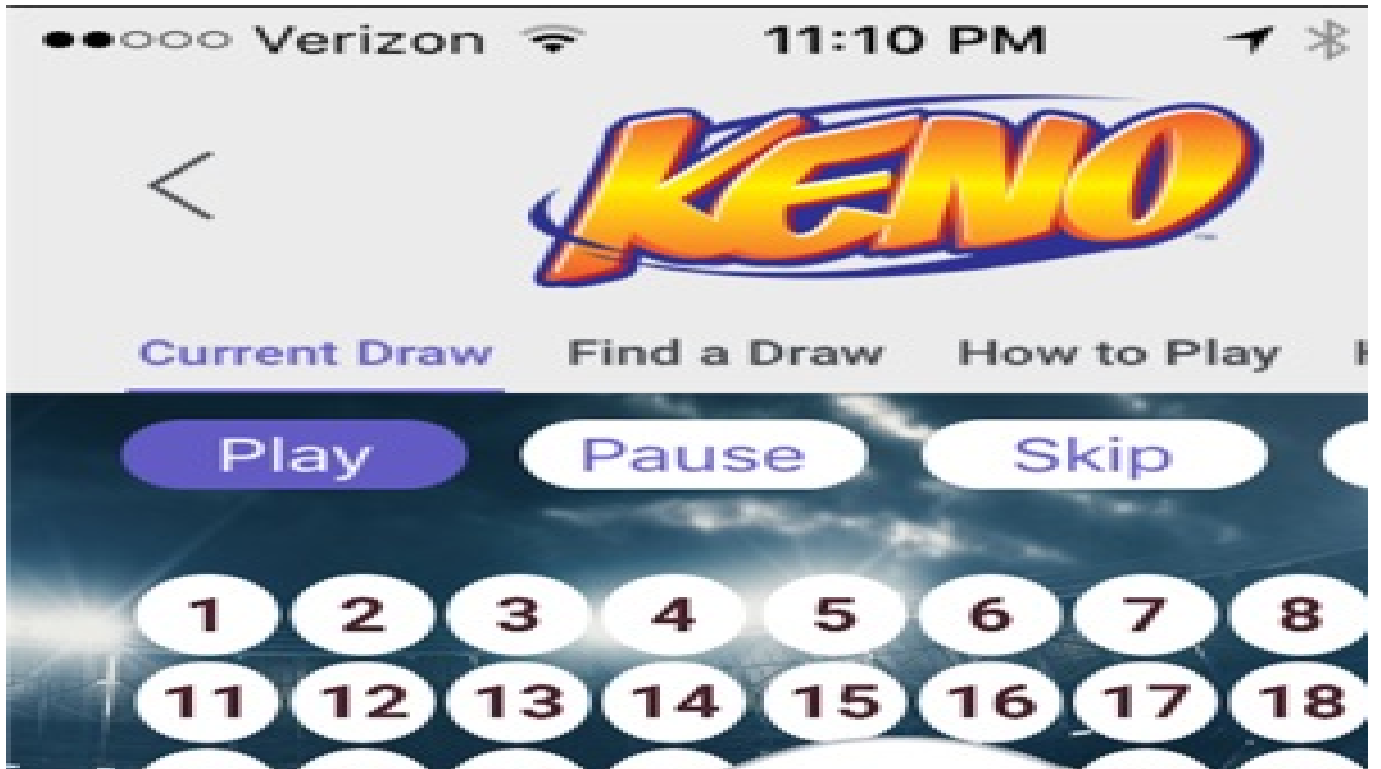 Verizon 11:10 PM
KENO™
Current Draw Find a Draw How to Play
Play Pause Skip
1 2 3 4 5 6 7 8
11 12 13 14 15 16 17 18